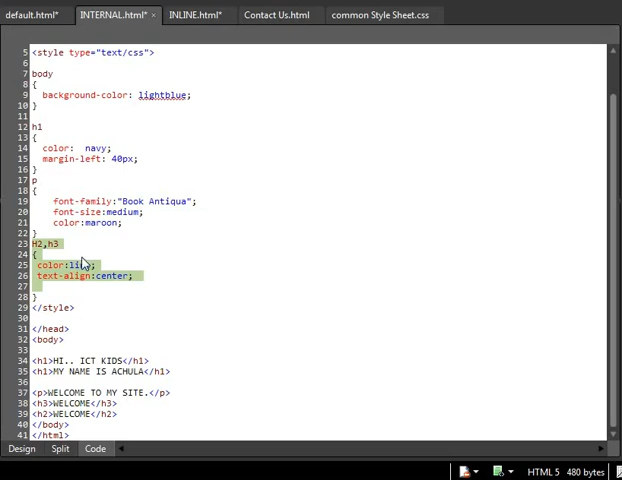 default.html* INTERNAL.html* × INLINE.html* Contact Us.html common Style Sheet.css
5 <style type="text/css">
6
7 body
8 {
9 background-color: lightblue;
10 }
11
12 h1
13 {
14 color: navy;
15 margin-left: 40px;
16 }
17 p
18 {
19 font-family:"Book Antiqua";
20 font-size:medium;
21 color:maroon;
22 }
23 H2,h3
24 {
25
26 text-align:center;
27
28 }
29 </style>
30
31 </head>
32 <body>
33
34 <h1>HI.. ICT KIDS</h1>
35 <h1>MY NAME IS ACHULA</h1>
36
37 <p>WELCOME TO MY SITE.</p>
38 <h3>WELCOME</h3>
39 <h2>WELCOME</h2>
40 </body>
41 </html>
Design Split Code
HTML 5 480 bytes